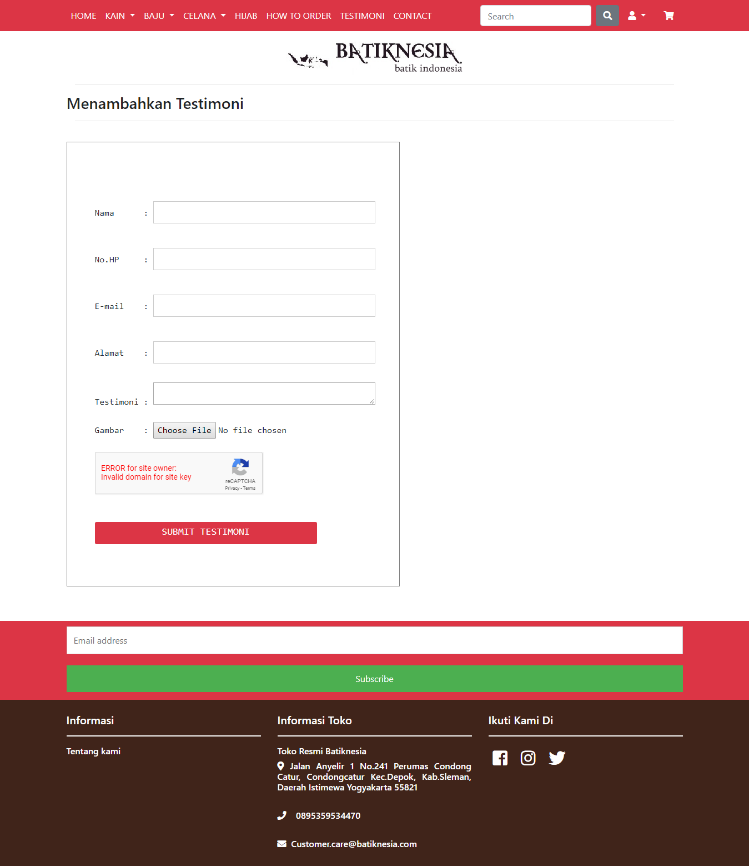 HOME KAIN BAJU CELANA HIJAB HOW TO ORDER TESTIMONI CONTACT Search
BATIKNESIA
batik indonesia
Menambahkan Testimoni
Nama :
No.HP :
E-mail :
Alamat :
Testimoni :
Gambar : Choose File No file chosen
ERROR for site owner:
Invalid domain for site key
reCAPTCHA
Privacy - Terms
SUBMIT TESTIMONI
Email address
Subscribe
Informasi
Tentang kami
Informasi Toko
Toko Resmi Batiknesia
Jalan Anyelir 1 No.241 Perumas Condong
Catur, Condongcatur Kec.Depok, Kab.Sleman,
Daerah Istimewa Yogyakarta 55821
0895359534470
Customer.care@batiknesia.com
Ikuti Kami Di